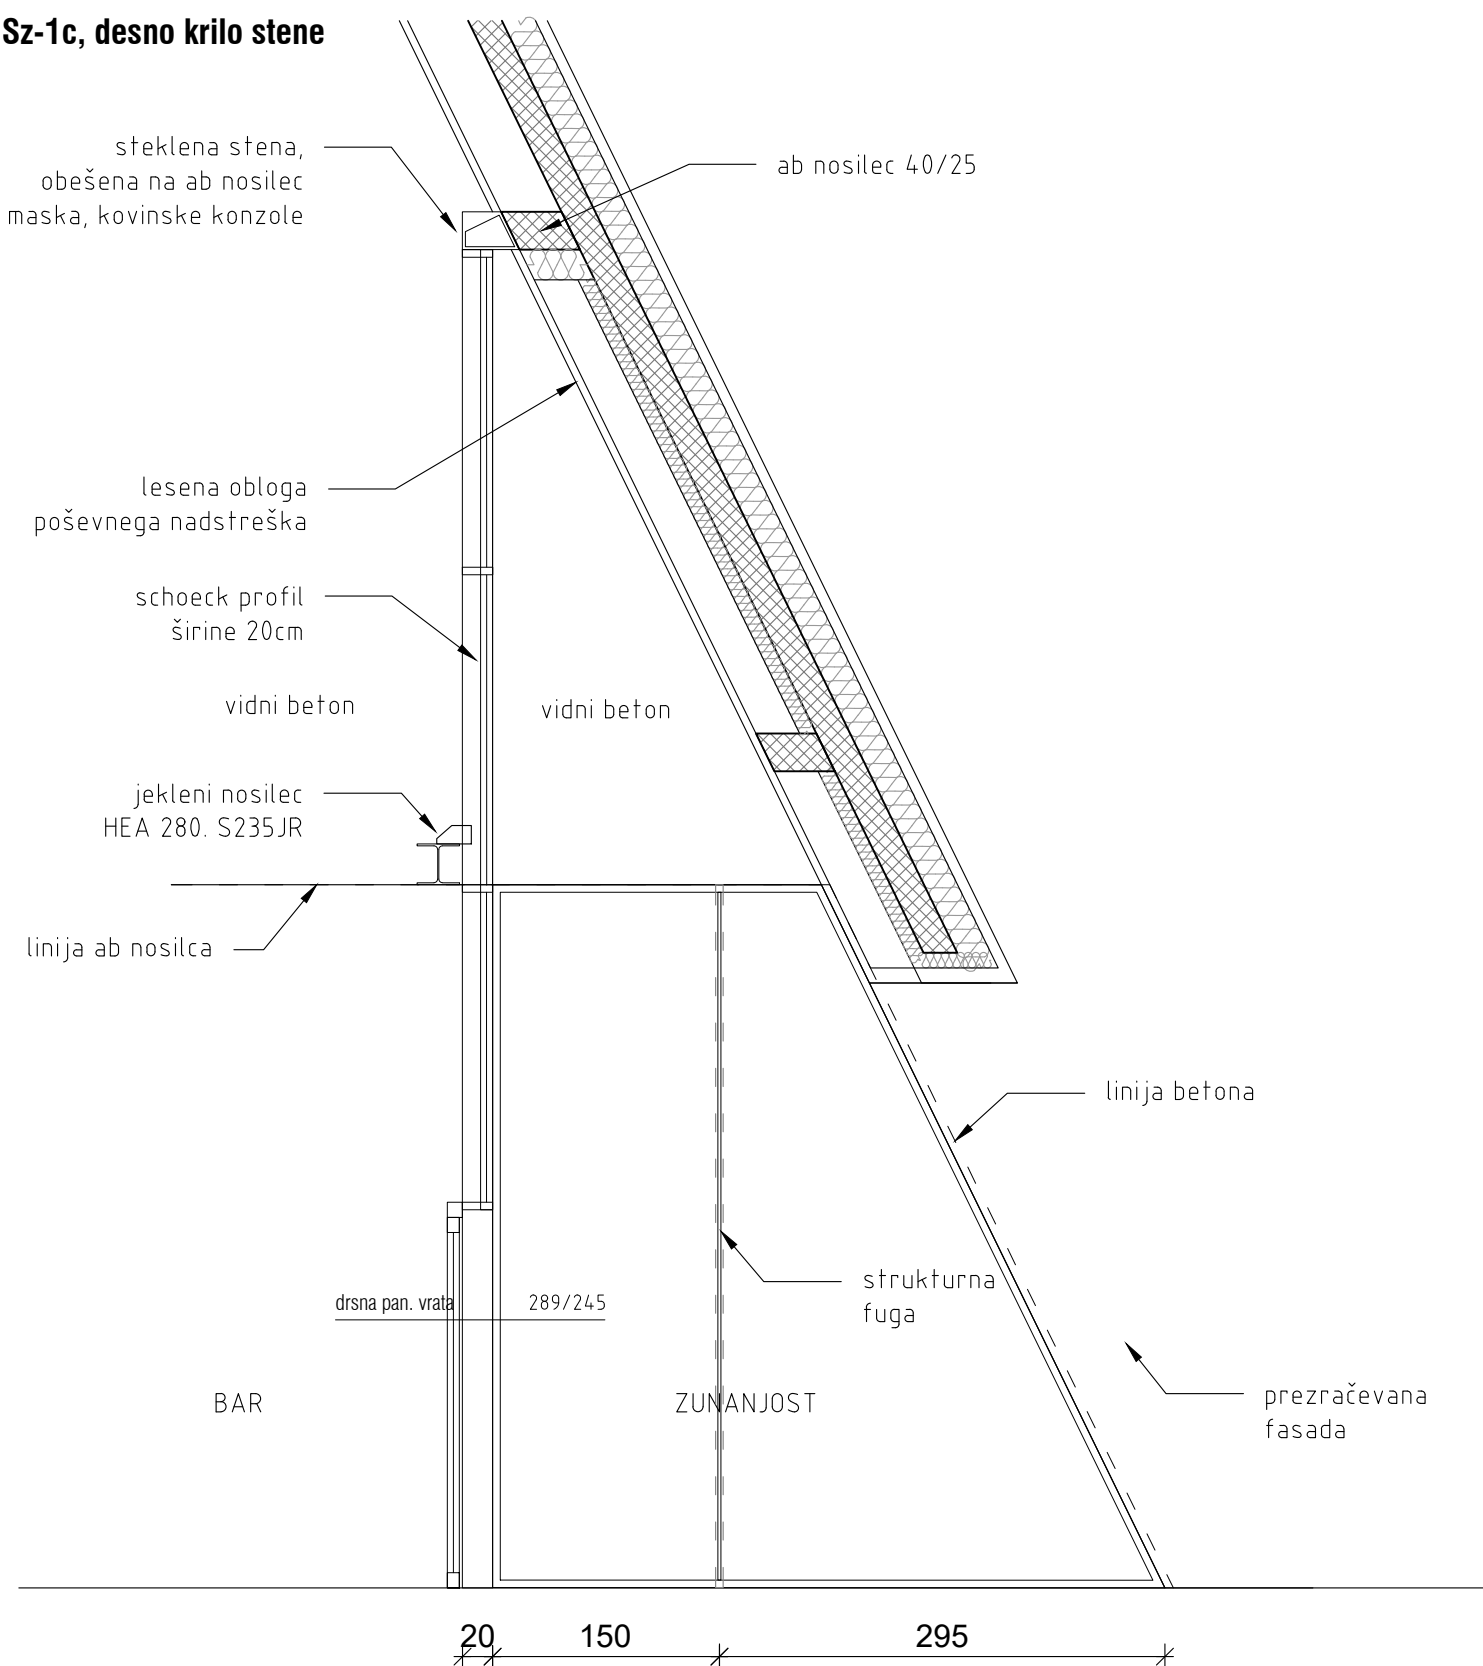 Sz-1c, desno krilo stene
steklena stena,
obešena na ab nosilec
maska, kovinske konzole
ab nosilec 40/25
lesena obloga
poševnega nadstreška
schoeck profil
širine 20cm
vidni beton
vidni beton
jekleni nosilec
HEA 280. S235JR
linija ab nosilca
linija betona
strukturna
fuga
drsna pan. vrata 289/245
BAR
ZUNANJOST
prezračevana
fasada
20 150 295